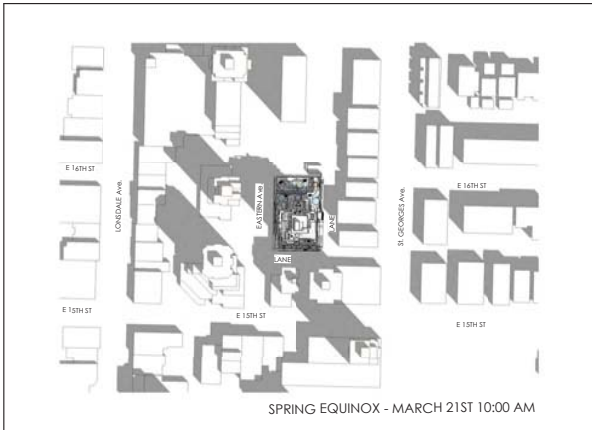 E 16TH ST
LONSDALE Ave.
EASTERN Ave
LANE
ST. GEORGES Ave.
E 16TH ST
LANE
E 15TH ST
E 15TH ST
E 15TH ST
SPRING EQUINOX - MARCH 21ST 10:00 AM